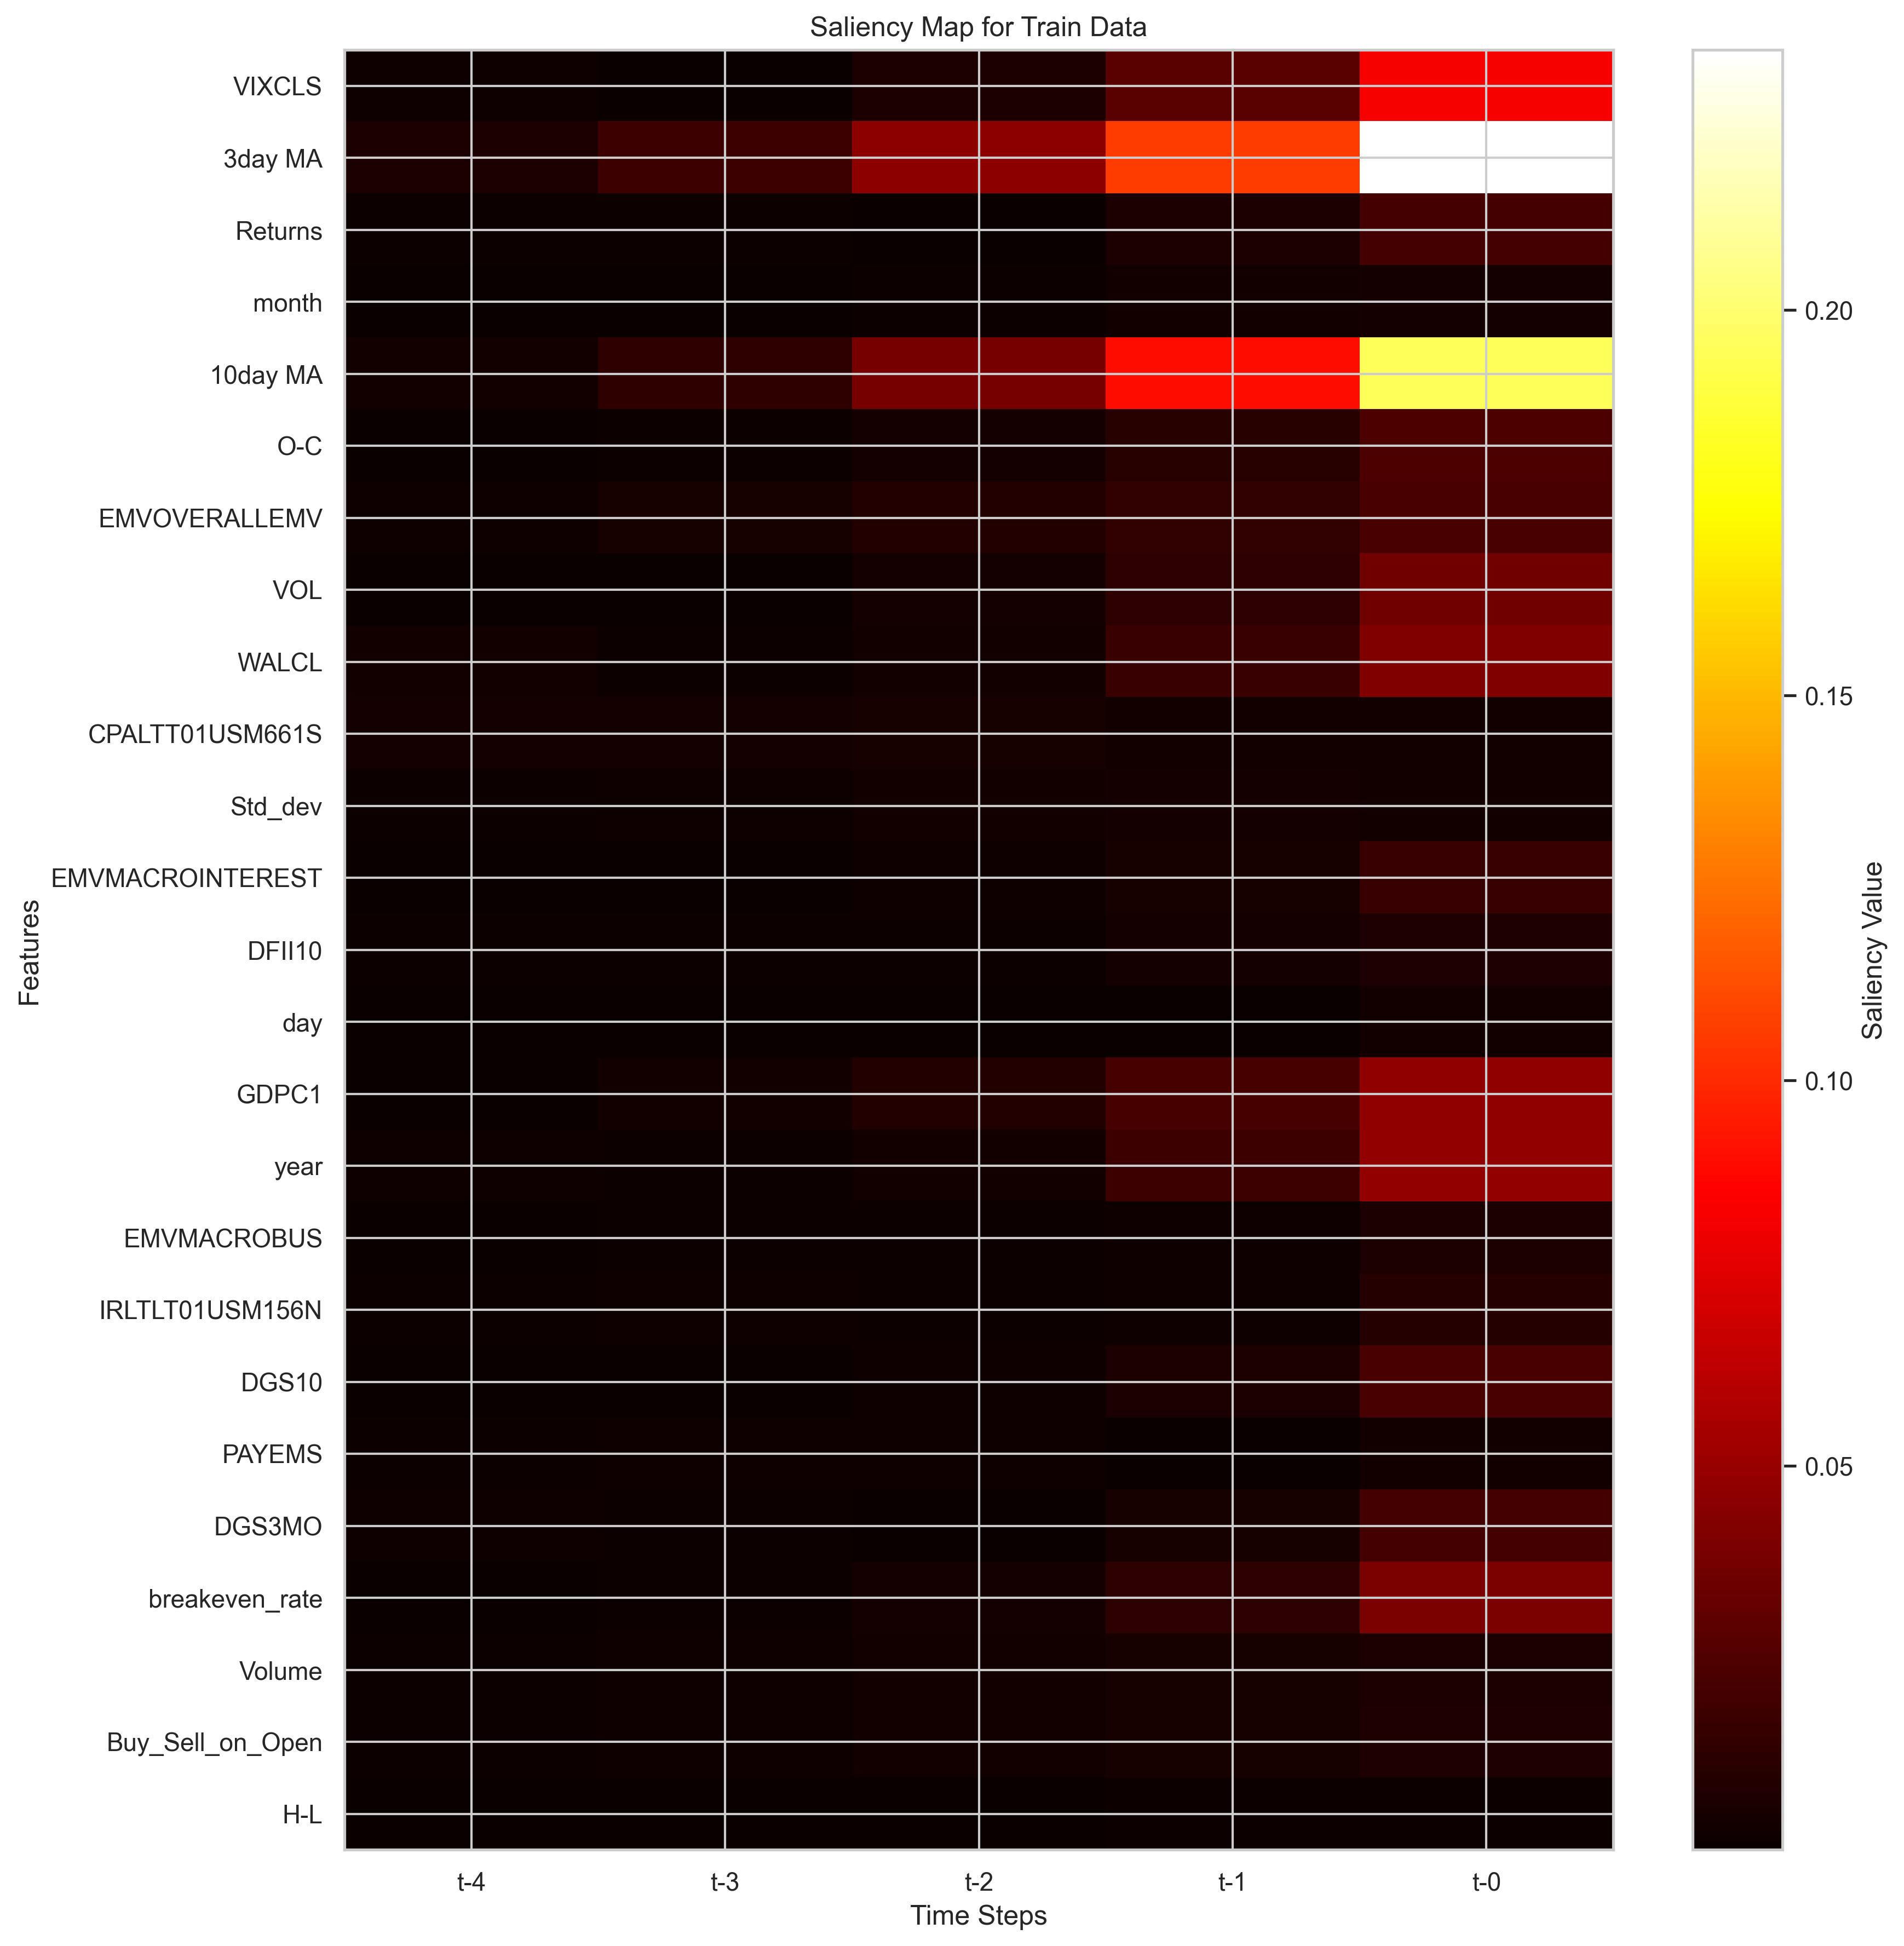 Saliency Map for Train Data
VIXCLS
3day MA
Returns
month
10day MA
O-C
EMVOVERALLEMV
VOL
WALCL
CPALTT01USM661S
Std_dev
EMVMACROINTEREST
DFII10
day
GDPC1
year
EMVMACROBUS
IRLTLT01USM156N
DGS10
PAYEMS
DGS3MO
breakeven_rate
Volume
Buy_Sell_on_Open
H-L
Features
t-4
t-3
t-2
t-1
t-0
Time Steps
0.20
0.15
0.10
0.05
Saliency Value